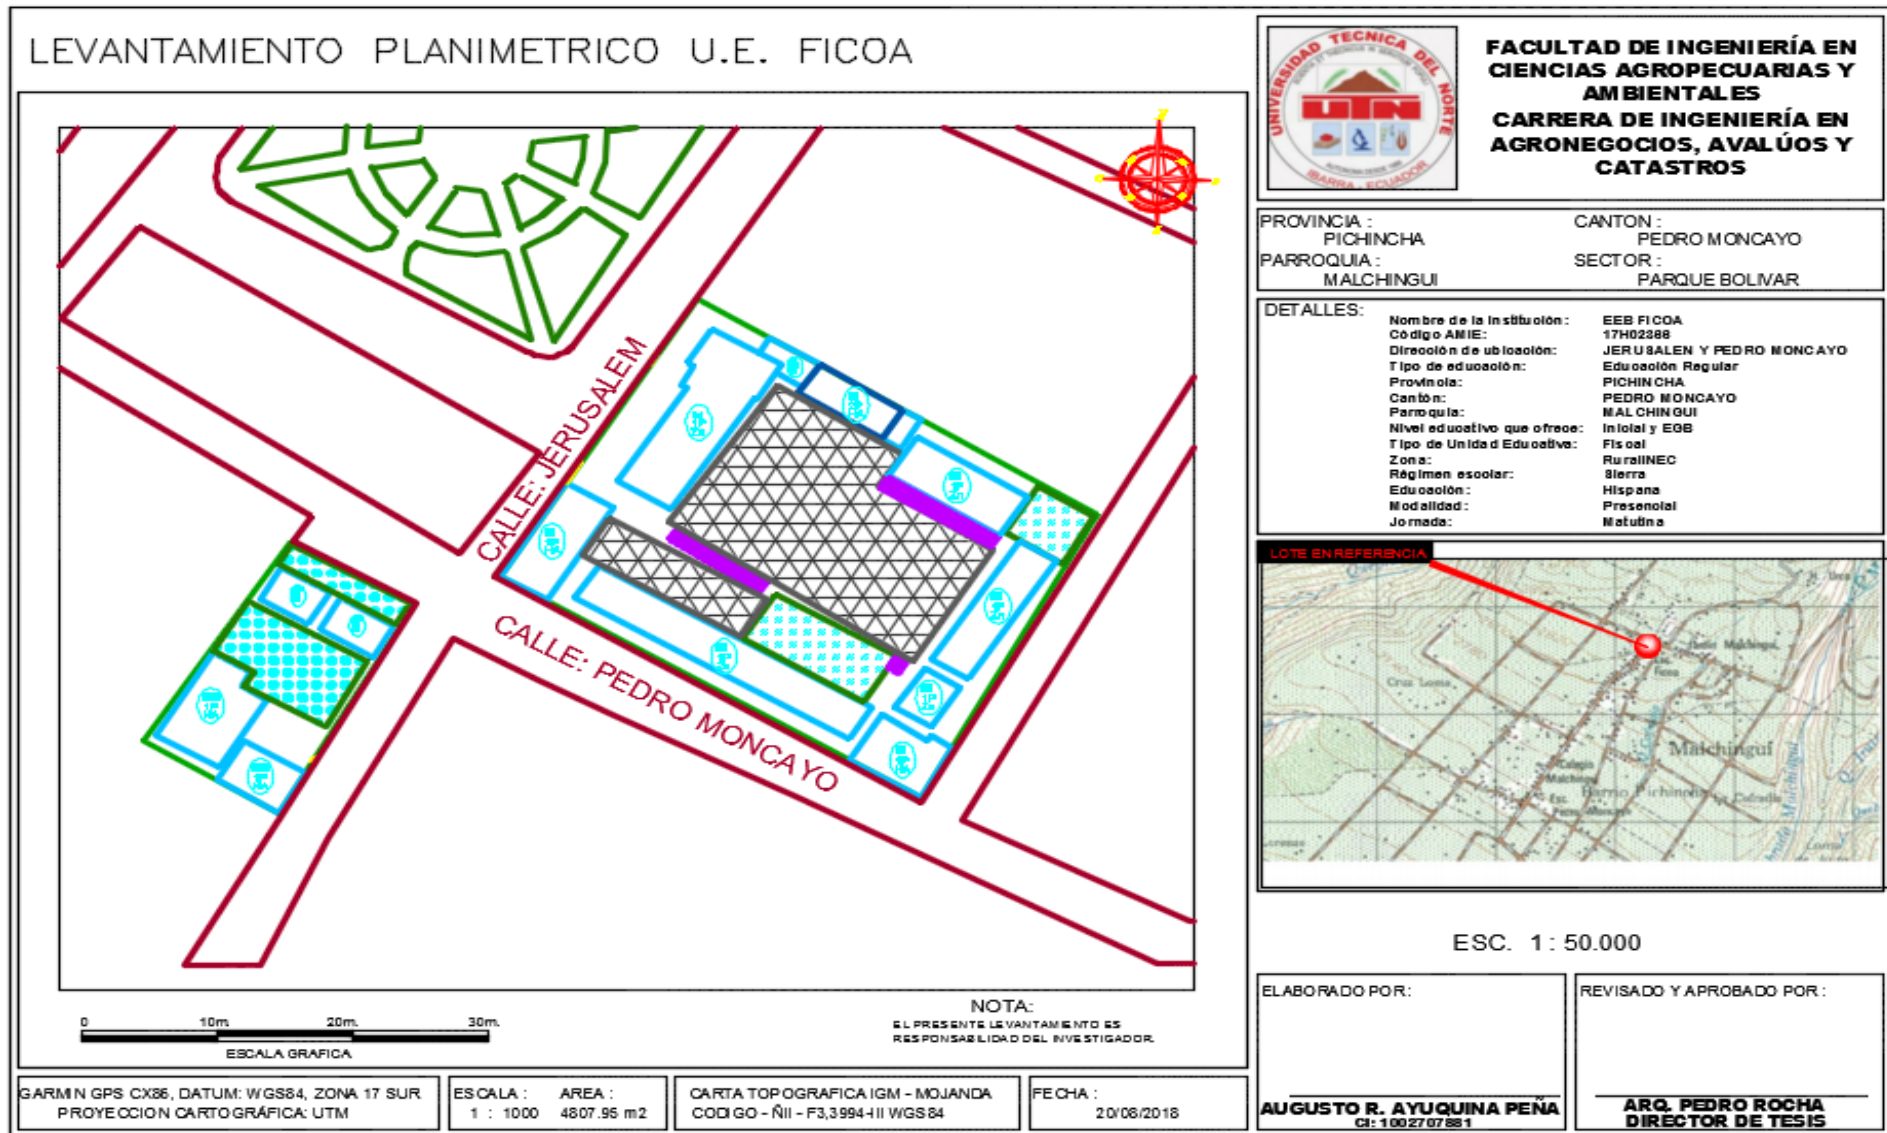 LEVANTAMIENTO PLANIMETRICO U.E. FICOA
CALLE: JERUSALEM
CALLE: PEDRO MONCAYO
0 10m. 20m. 30m.
ESCALA GRAFICA
NOTA:
EL PRESENTE LEVANTAMIENTO ES
RESPONSABILIDAD DEL INVESTIGADOR.
GARMIN GPS CX86, DATUM: WGS84, ZONA 17 SUR
PROYECCION CARTOGRÁFICA: UTM
ESCALA : AREA :
1 : 1000 4807.95 m2
CARTA TOPOGRAFICA IGM - MOJANDA
CODIGO - ÑII - F3,3994-II WGS84
FECHA :
20/08/2018
UNIVERSIDAD TECNICA DEL NORTE
UTN
IBARRA - ECUADOR
FACULTAD DE INGENIERÍA EN
CIENCIAS AGROPECUARIAS Y
AMBIENTALES
CARRERA DE INGENIERÍA EN
AGRONEGOCIOS, AVALÚOS Y
CATASTROS
PROVINCIA : CANTON :
PICHINCHA PEDRO MONCAYO
PARROQUIA : SECTOR :
MALCHINGUI PARQUE BOLIVAR
DETALLES:
Nombre de la Institución: EEB FICOA
Código AMIE: 17H02366
Dirección de ubicación: JERUSALEN Y PEDRO MONCAYO
Tipo de educación: Educación Regular
Provincia: PICHINCHA
Cantón: PEDRO MONCAYO
Parroquia: MALCHINGUI
Nivel educativo que ofrece: Inicial y EGB
Tipo de Unidad Educativa: Fiscal
Zona: RuralINEC
Régimen escolar: Sierra
Educación: Hispana
Modalidad: Presencial
Jornada: Matutina
LOTE EN REFERENCIA
Cruz Loma
Malchinguí
Colegio
Malchingui
Barrio Pichincha
ESC. 1 : 50.000
ELABORADO POR:
AUGUSTO R. AYUQUINA PEÑA
CI: 1002707881
REVISADO Y APROBADO POR :
ARQ. PEDRO ROCHA
DIRECTOR DE TESIS